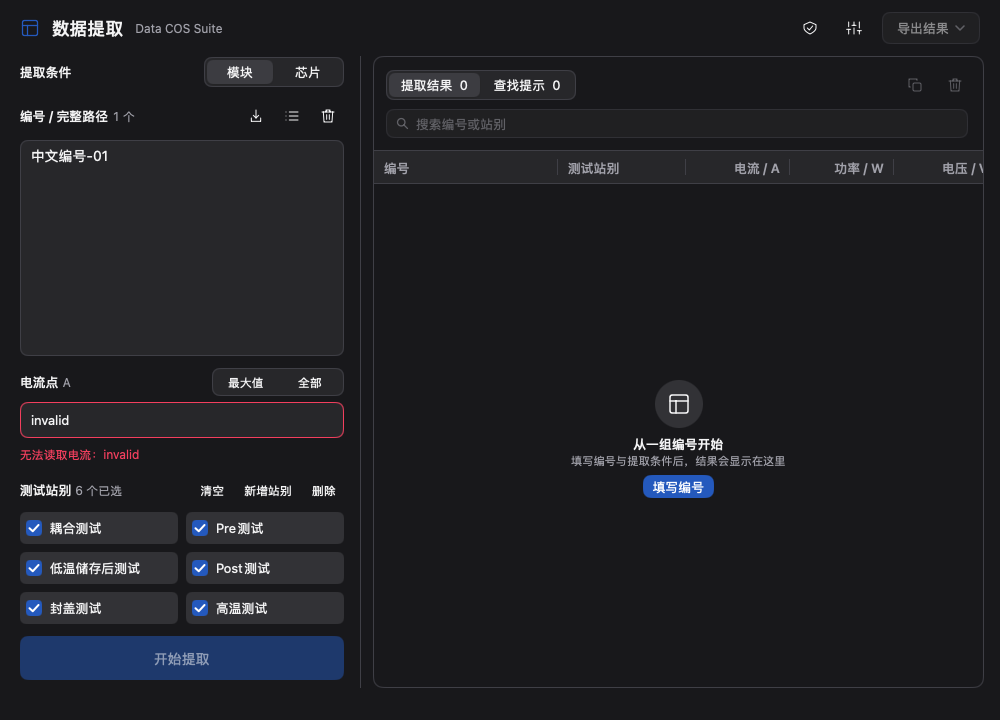 数据提取 Data COS Suite
导出结果
提取条件
模块 芯片
编号 / 完整路径 1 个
中文编号-01
电流点 A
最大值 全部
invalid
无法读取电流：invalid
测试站别 6 个已选
清空 新增站别 删除
耦合测试 Pre 测试
低温储存后测试 Post 测试
封盖测试 高温测试
开始提取
提取结果 0 查找提示 0
搜索编号或站别
编号 测试站别 电流 / A 功率 / W 电压 / V
从一组编号开始
填写编号与提取条件后，结果会显示在这里
填写编号